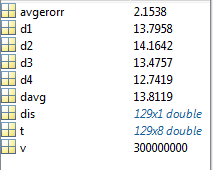 avgerorr 2.1538
d1 13.7958
d2 14.1642
d3 13.4757
d4 12.7419
davg 13.8119
dis 129x1 double
t 129x8 double
v 300000000